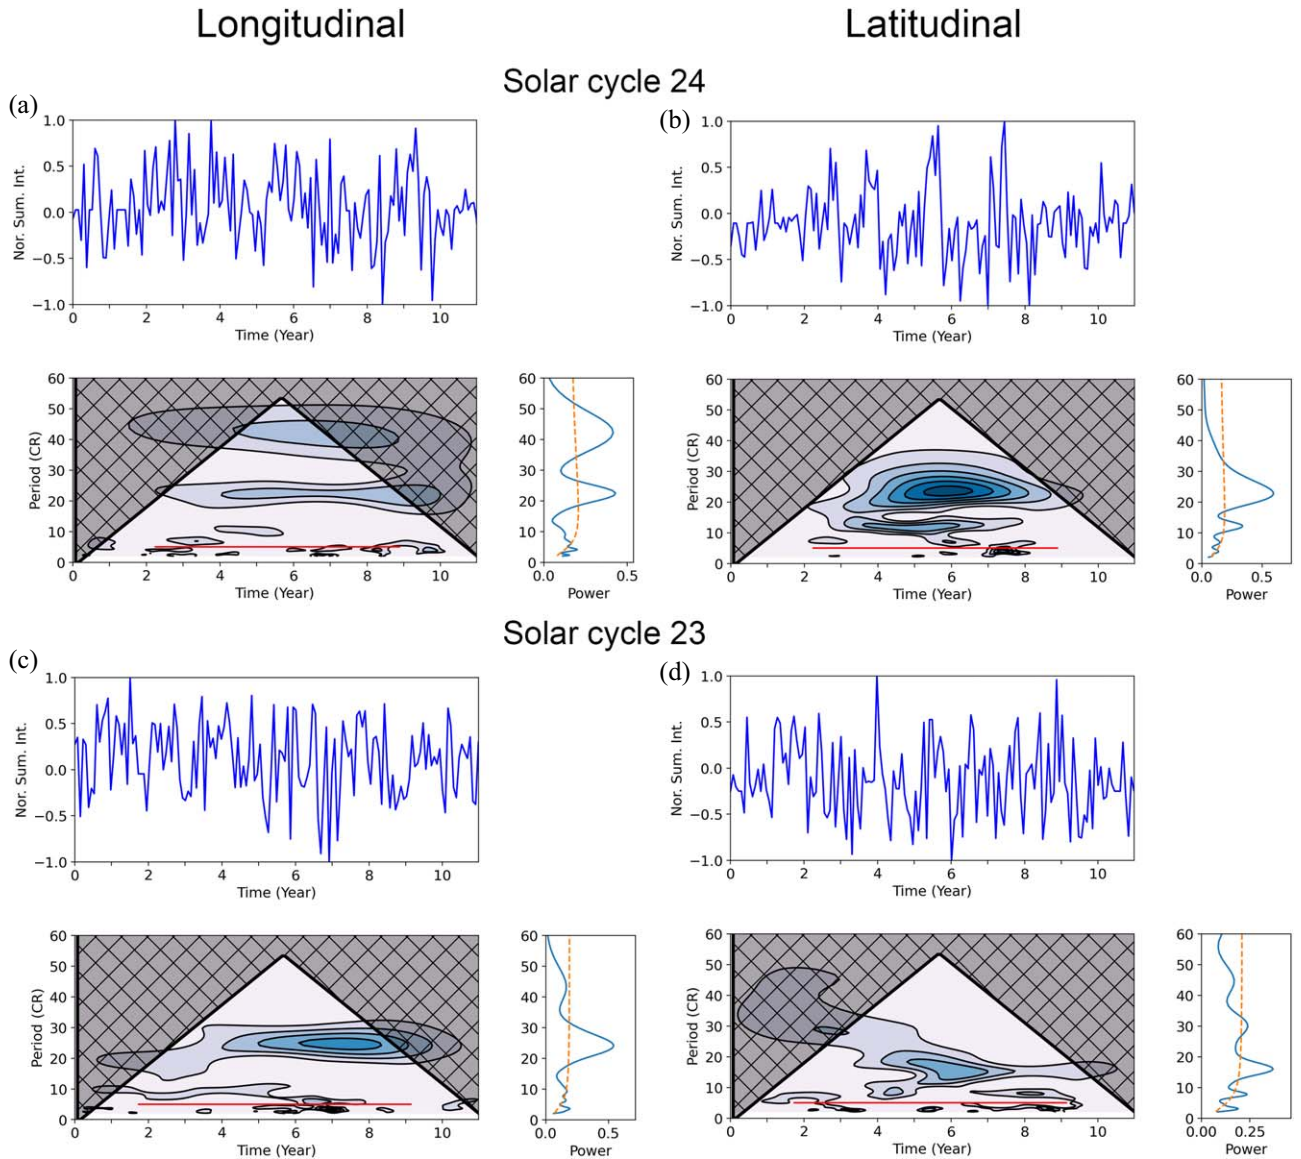 Longitudinal Latitudinal
Solar cycle 24
(a) (b)
1.0 0.5 0.0 −0.5 −1.0
Nor. Sum. Int.
0 2 4 6 8 10
Time (Year)
1.0 0.5 0.0 −0.5 −1.0
Nor. Sum. Int.
0 2 4 6 8 10
Time (Year)
60 50 40 30 20 10 0
Period (CR)
0 2 4 6 8 10
Time (Year)
60 50 40 30 20 10 0
0.0 0.5
Power
60 50 40 30 20 10 0
Period (CR)
0 2 4 6 8 10
Time (Year)
60 50 40 30 20 10 0
0.0 0.5
Power
Solar cycle 23
(c) (d)
1.0 0.5 0.0 −0.5 −1.0
Nor. Sum. Int.
0 2 4 6 8 10
Time (Year)
1.0 0.5 0.0 −0.5 −1.0
Nor. Sum. Int.
0 2 4 6 8 10
Time (Year)
60 50 40 30 20 10 0
Period (CR)
0 2 4 6 8 10
Time (Year)
60 50 40 30 20 10 0
0.0 0.5
Power
60 50 40 30 20 10 0
Period (CR)
0 2 4 6 8 10
Time (Year)
60 50 40 30 20 10 0
0.00 0.25
Power